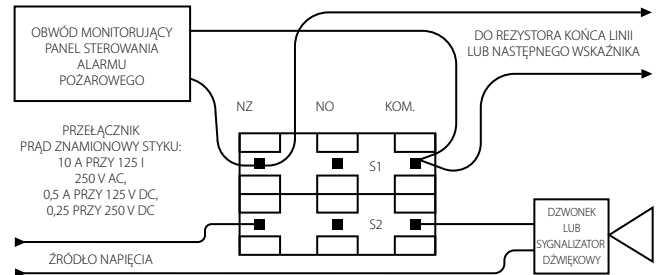 OBWÓD MONITORUJĄCY
PANEL STEROWANIA
ALARMU
POŻAROWEGO
DO REZYSTORA KOŃCA LINII
LUB NASTĘPNEGO WSKAŹNIKA
NZ NO KOM.
PRZEŁĄCZNIK
PRĄD ZNAMIONOWY STYKU:
10 A PRZY 125 I
250 V AC,
0,5 A PRZY 125 V DC,
0,25 PRZY 250 V DC
S1
S2
ŹRÓDŁO NAPIĘCIA
DZWONEK
LUB
SYGNALIZATOR
DŹWIĘKOWY